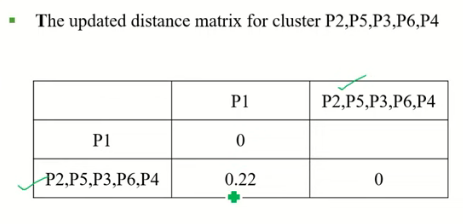 The updated distance matrix for cluster P2,P5,P3,P6,P4
P1 P2,P5,P3,P6,P4
P1 0
P2,P5,P3,P6,P4 0.22 0